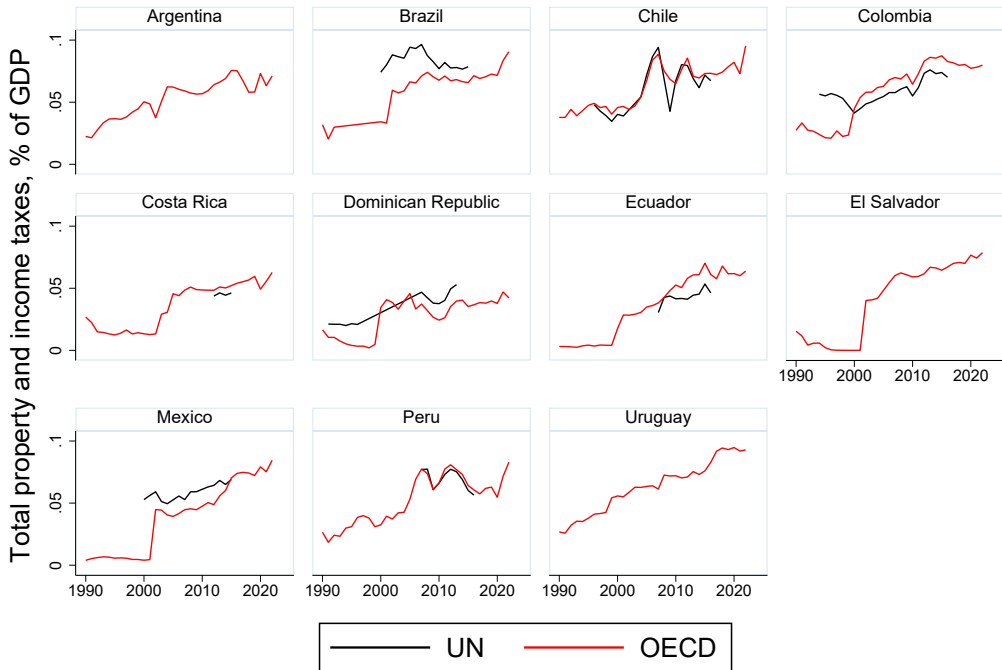 Total property and income taxes, % of GDP
Argentina
Brazil
Chile
Colombia
.1
.05
0
Costa Rica
Dominican Republic
Ecuador
El Salvador
.1
.05
0
1990 2000 2010 2020
Mexico
Peru
Uruguay
.1
.05
0
1990 2000 2010 2020
1990 2000 2010 2020
1990 2000 2010 2020
UN
OECD